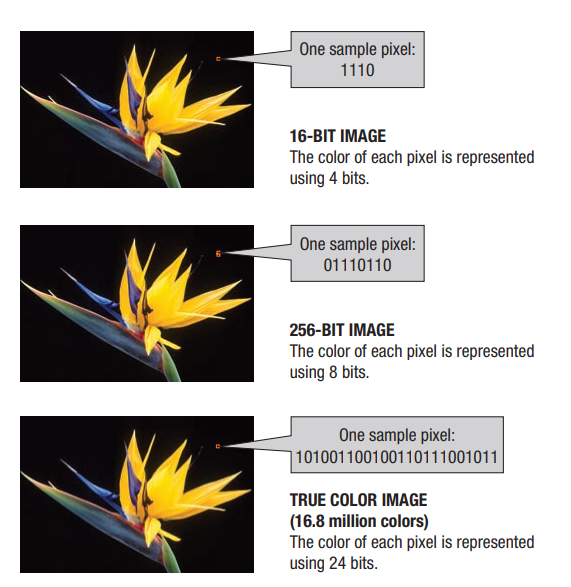 One sample pixel:
1110
16-BIT IMAGE
The color of each pixel is represented
using 4 bits.
One sample pixel:
01110110
256-BIT IMAGE
The color of each pixel is represented
using 8 bits.
One sample pixel:
101001100100110111001011
TRUE COLOR IMAGE
(16.8 million colors)
The color of each pixel is represented
using 24 bits.